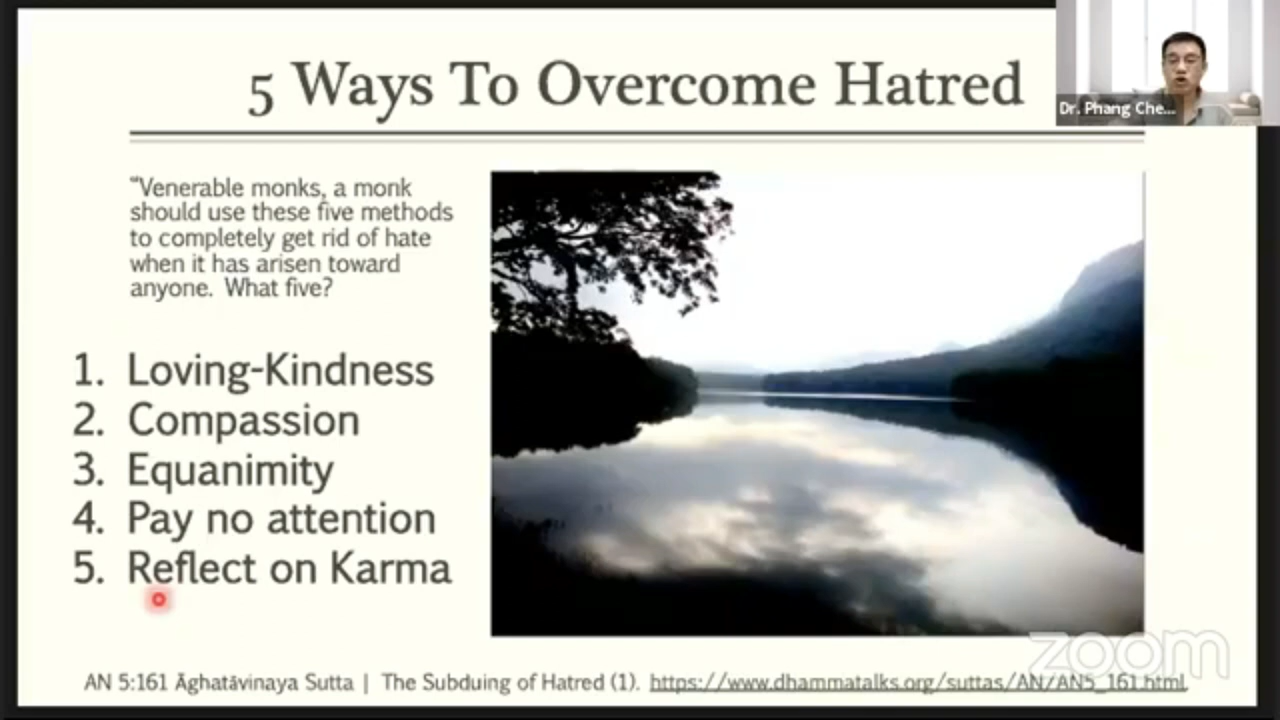 5 Ways To Overcome Hatred
Dr. Phang Che...
“Venerable monks, a monk
should use these five methods
to completely get rid of hate
when it has arisen toward
anyone. What five?
1. Loving-Kindness
2. Compassion
3. Equanimity
4. Pay no attention
5. Reflect on Karma
zoom
AN 5:161 Āghatāvinaya Sutta | The Subduing of Hatred (1). https://www.dhammatalks.org/suttas/AN/AN5_161.html